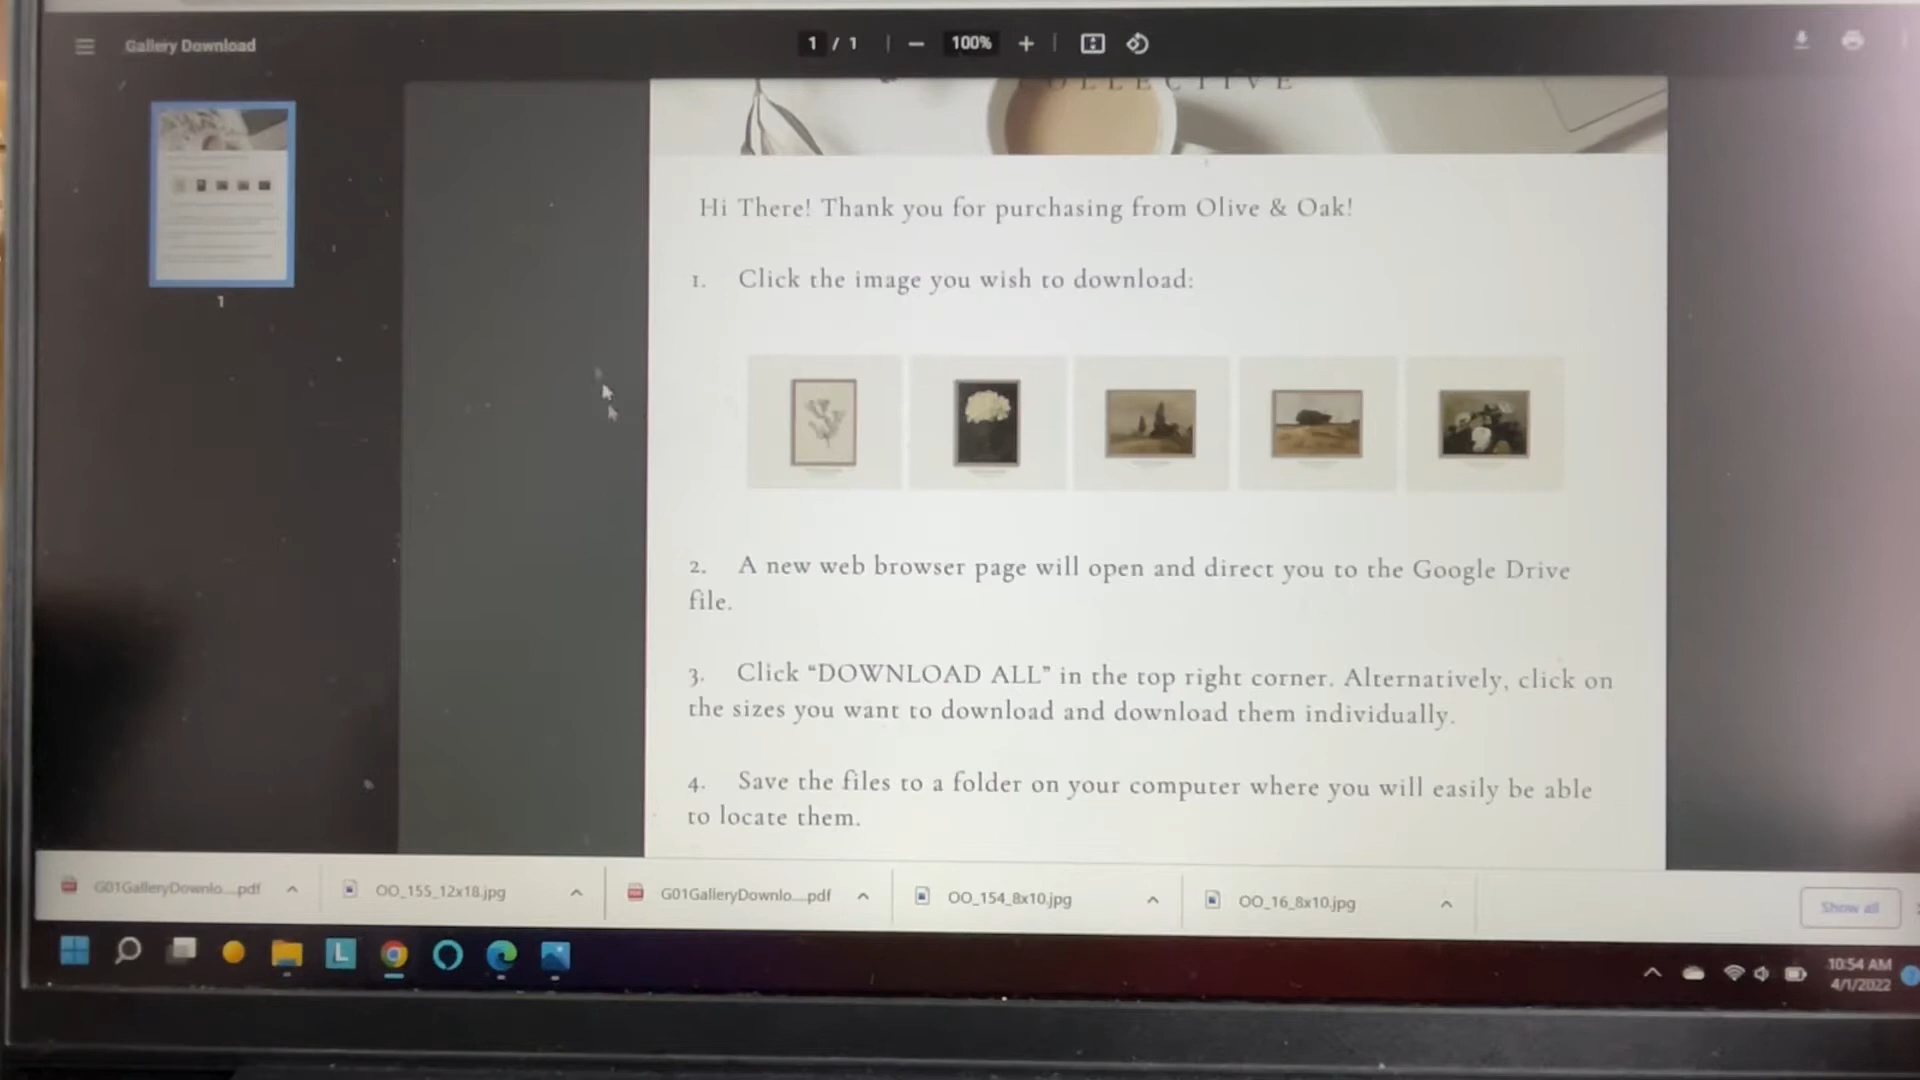 Gallery Download
1 / 1
100%
1
Hi There! Thank you for purchasing from Olive & Oak!
1. Click the image you wish to download:
2. A new web browser page will open and direct you to the Google Drive
file.
3. Click “DOWNLOAD ALL” in the top right corner. Alternatively, click on
the sizes you want to download and download them individually.
4. Save the files to a folder on your computer where you will easily be able
to locate them.
G01GalleryDownlo....pdf
OO_155_12x18.jpg
G01GalleryDownlo....pdf
OO_154_8x10.jpg
OO_16_8x10.jpg
Show all
L
10:54 AM
4/1/2022